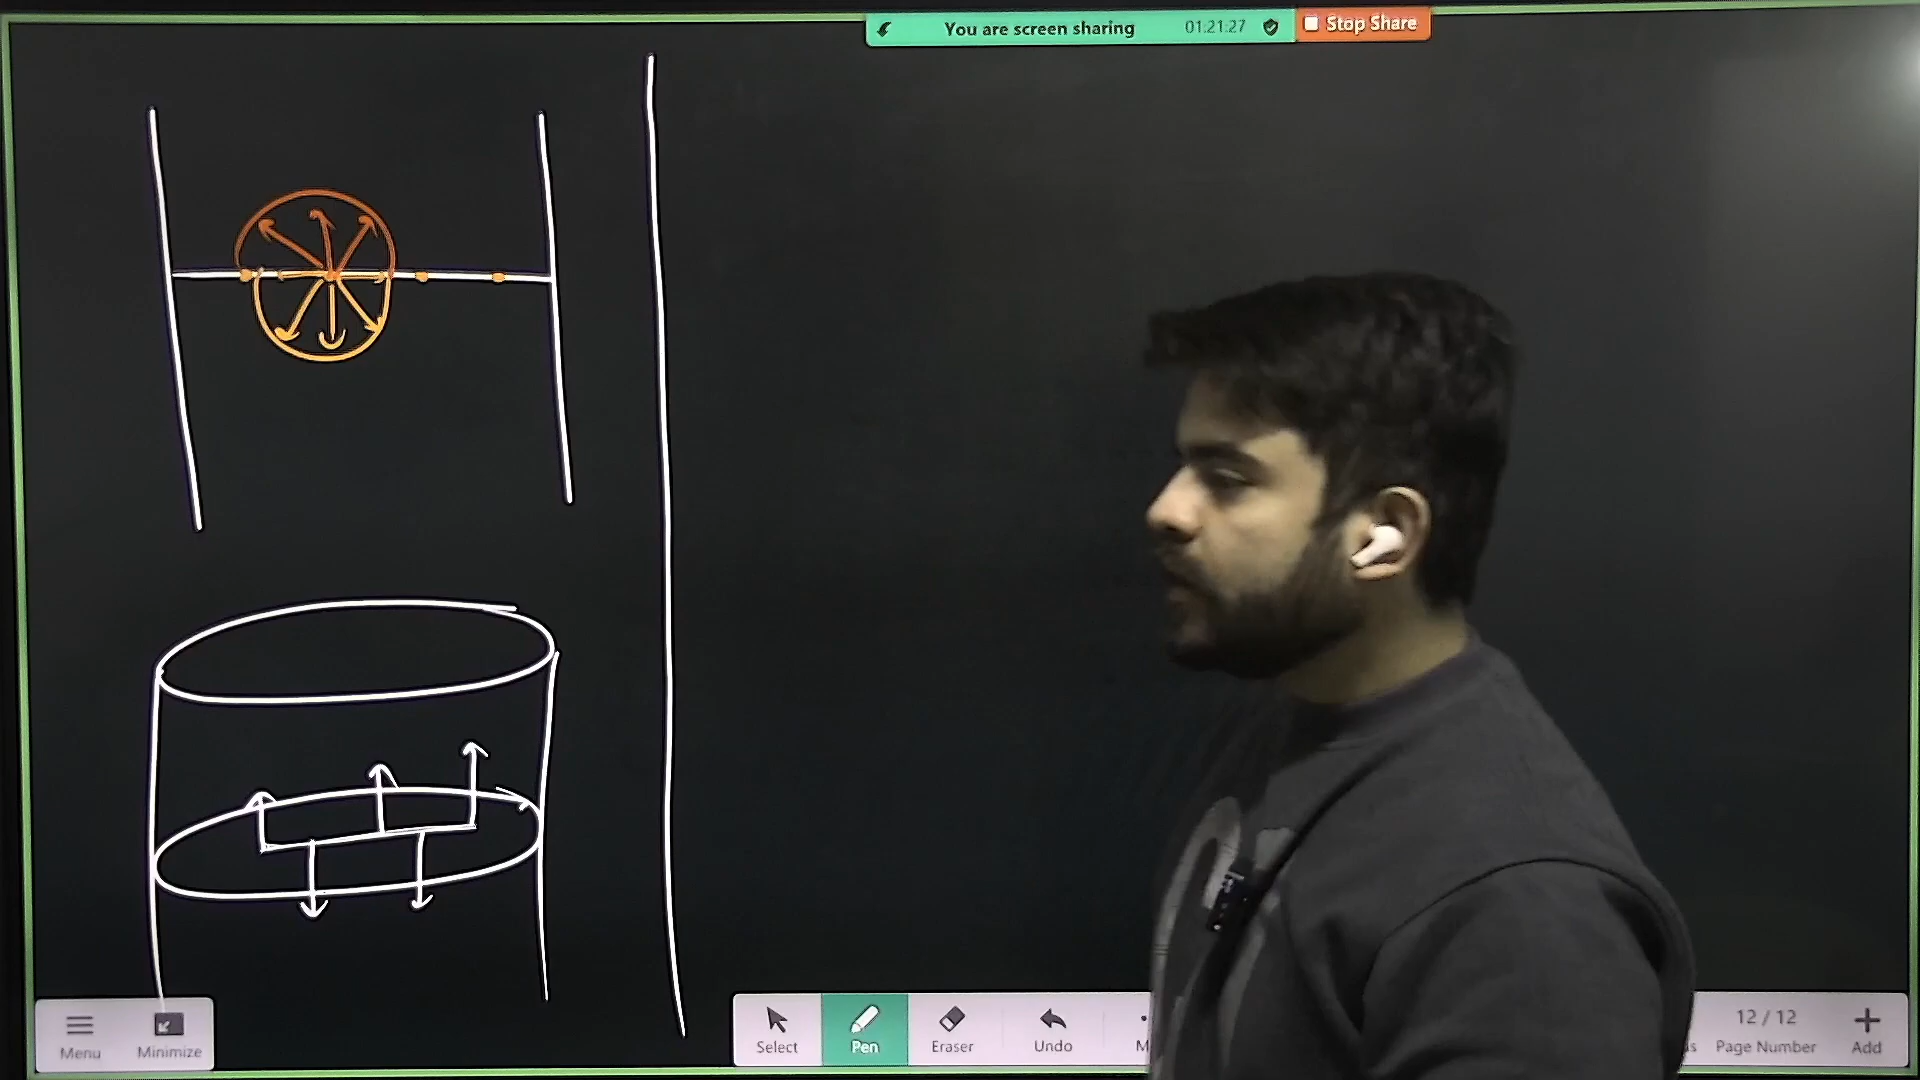 You are screen sharing 01:21:27 Stop Share
Menu Minimize Select Pen Eraser Undo
12 / 12
Page Number Add